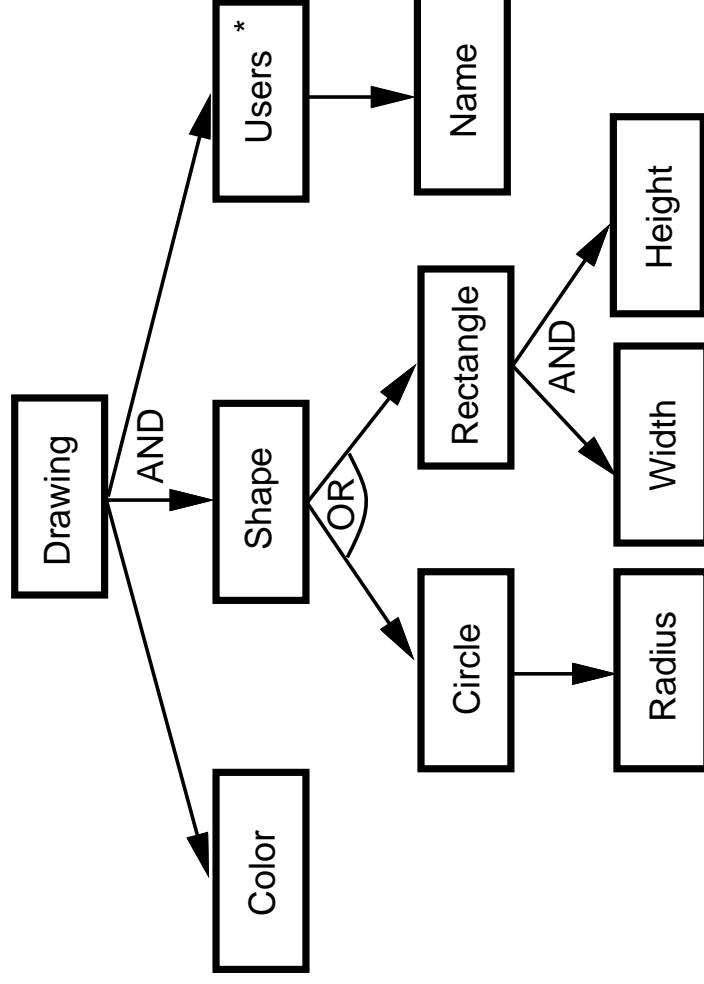 Drawing
AND
Color
Shape
Users *
OR
Circle
Rectangle
Name
AND
Radius
Width
Height